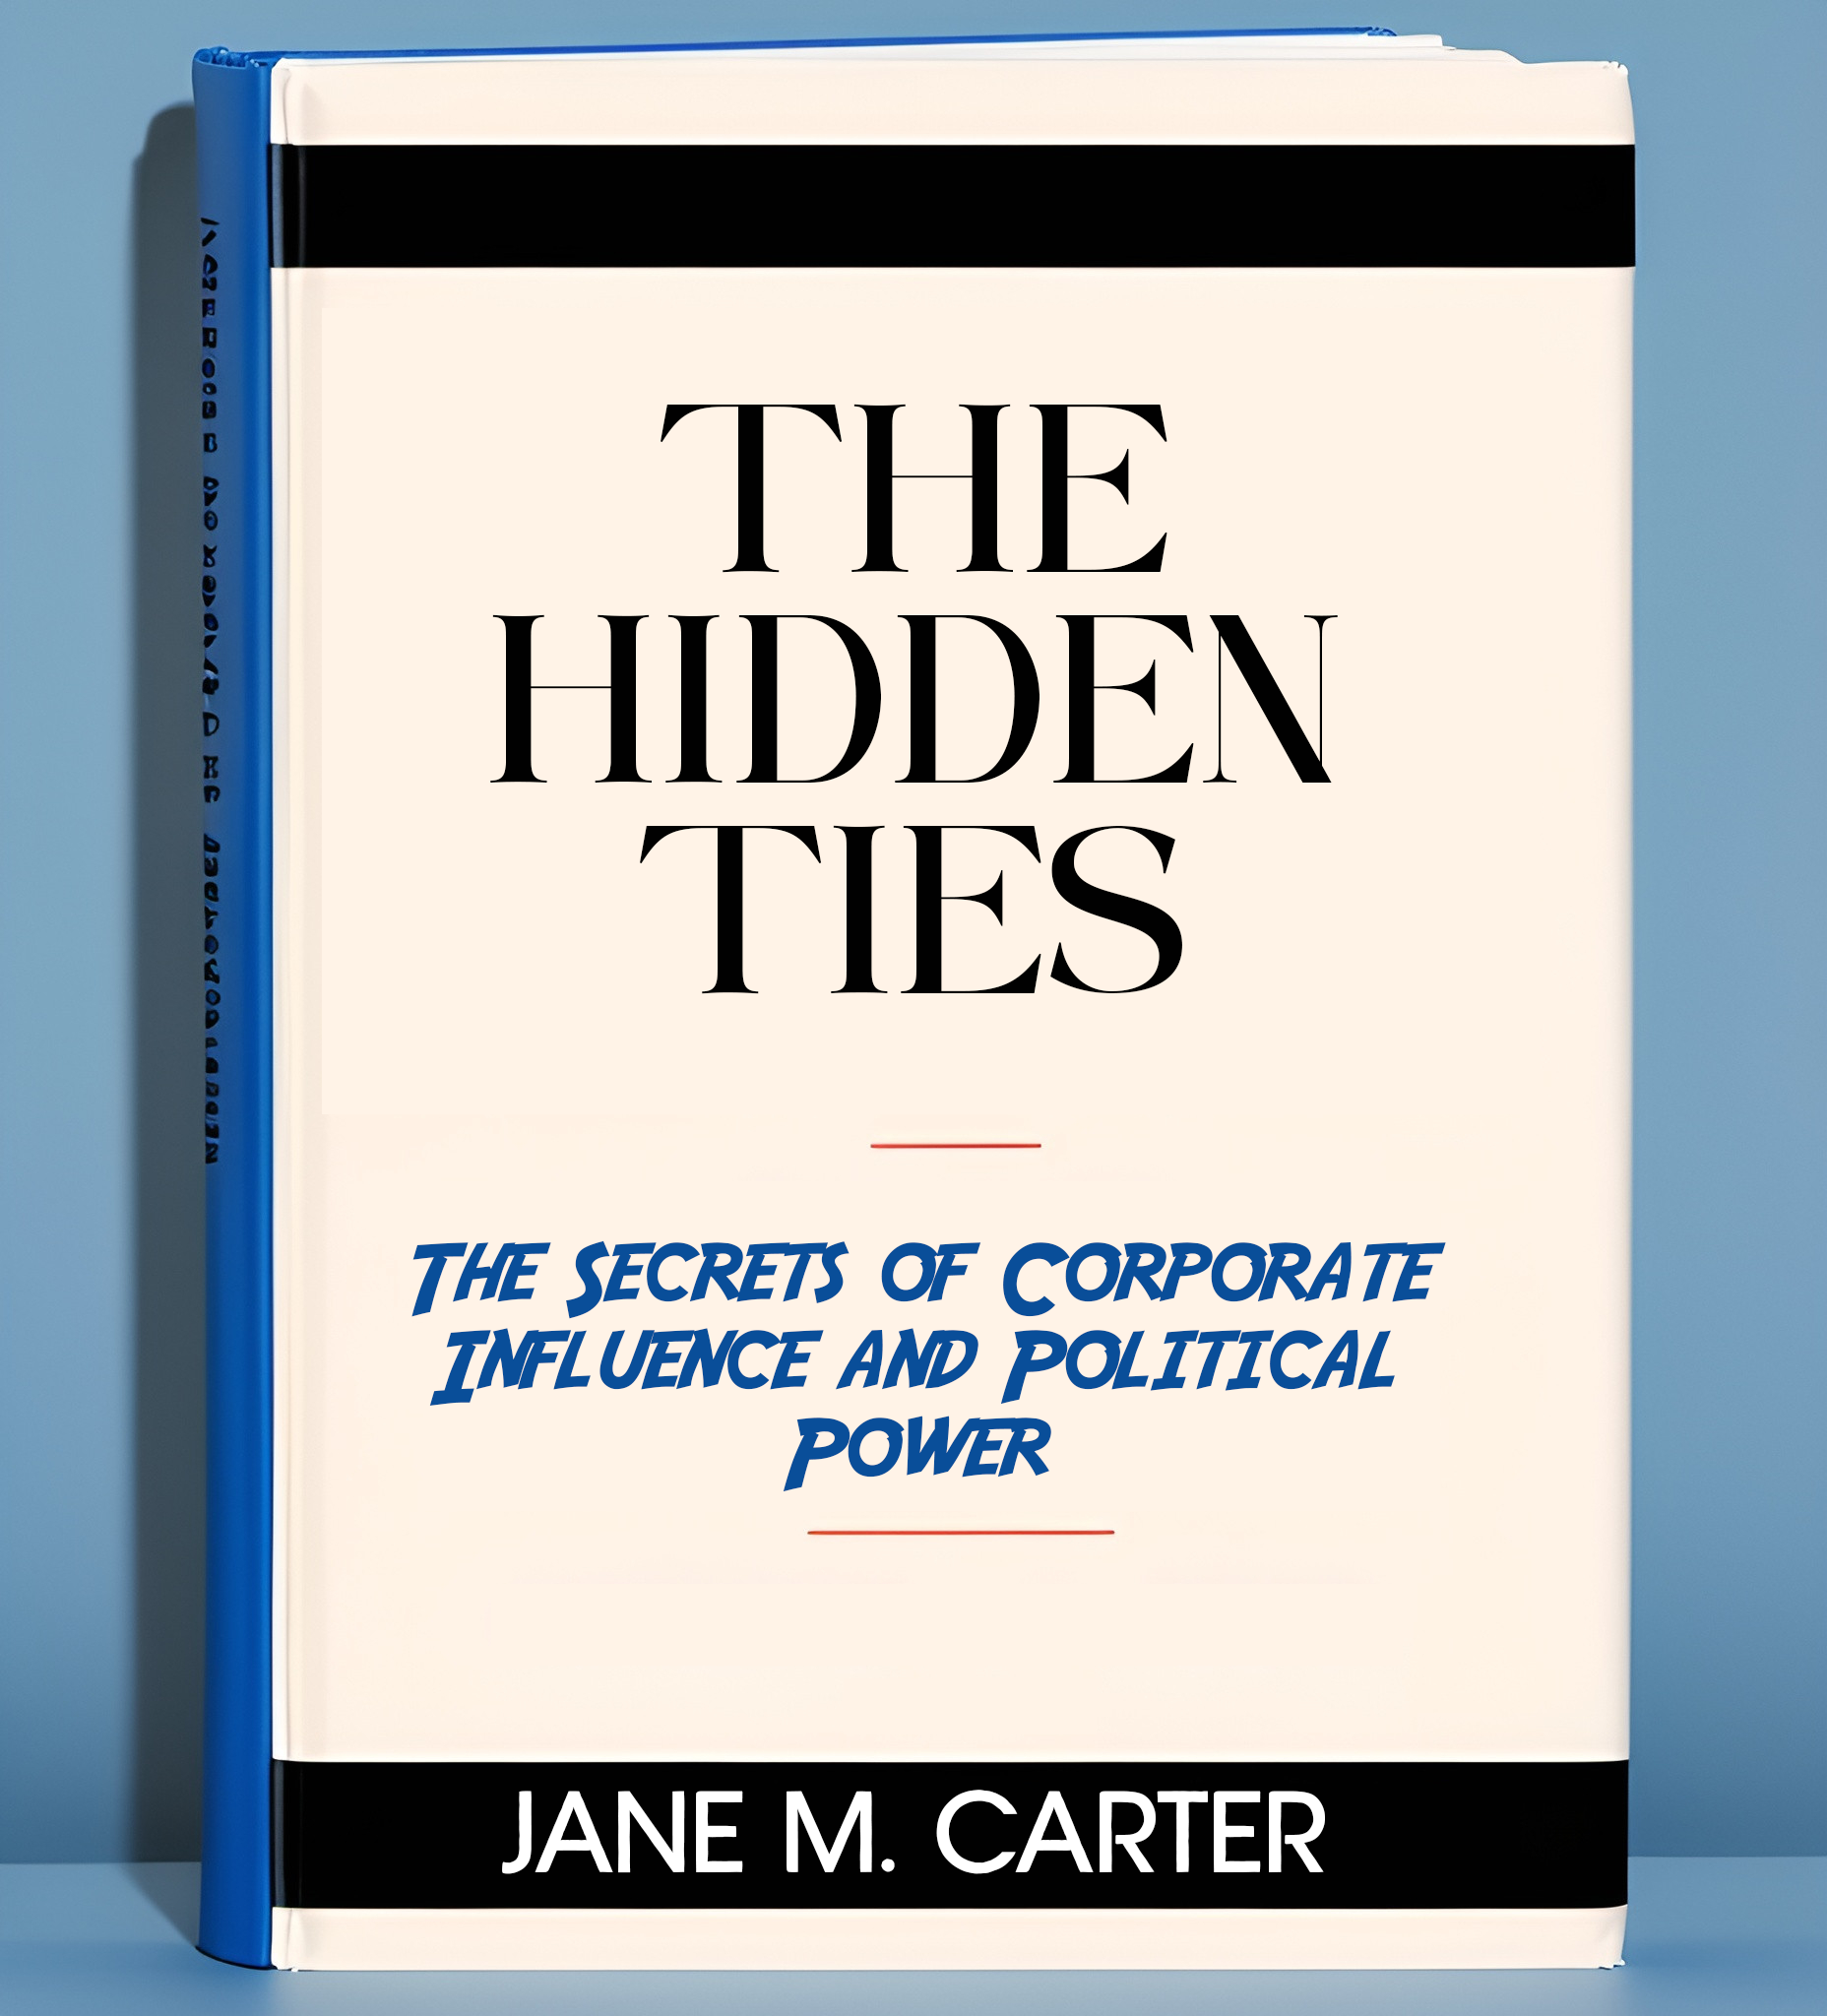 THE
HIDDEN
TIES
The Secrets of Corporate
Influence and Political
Power
Jane M. Carter